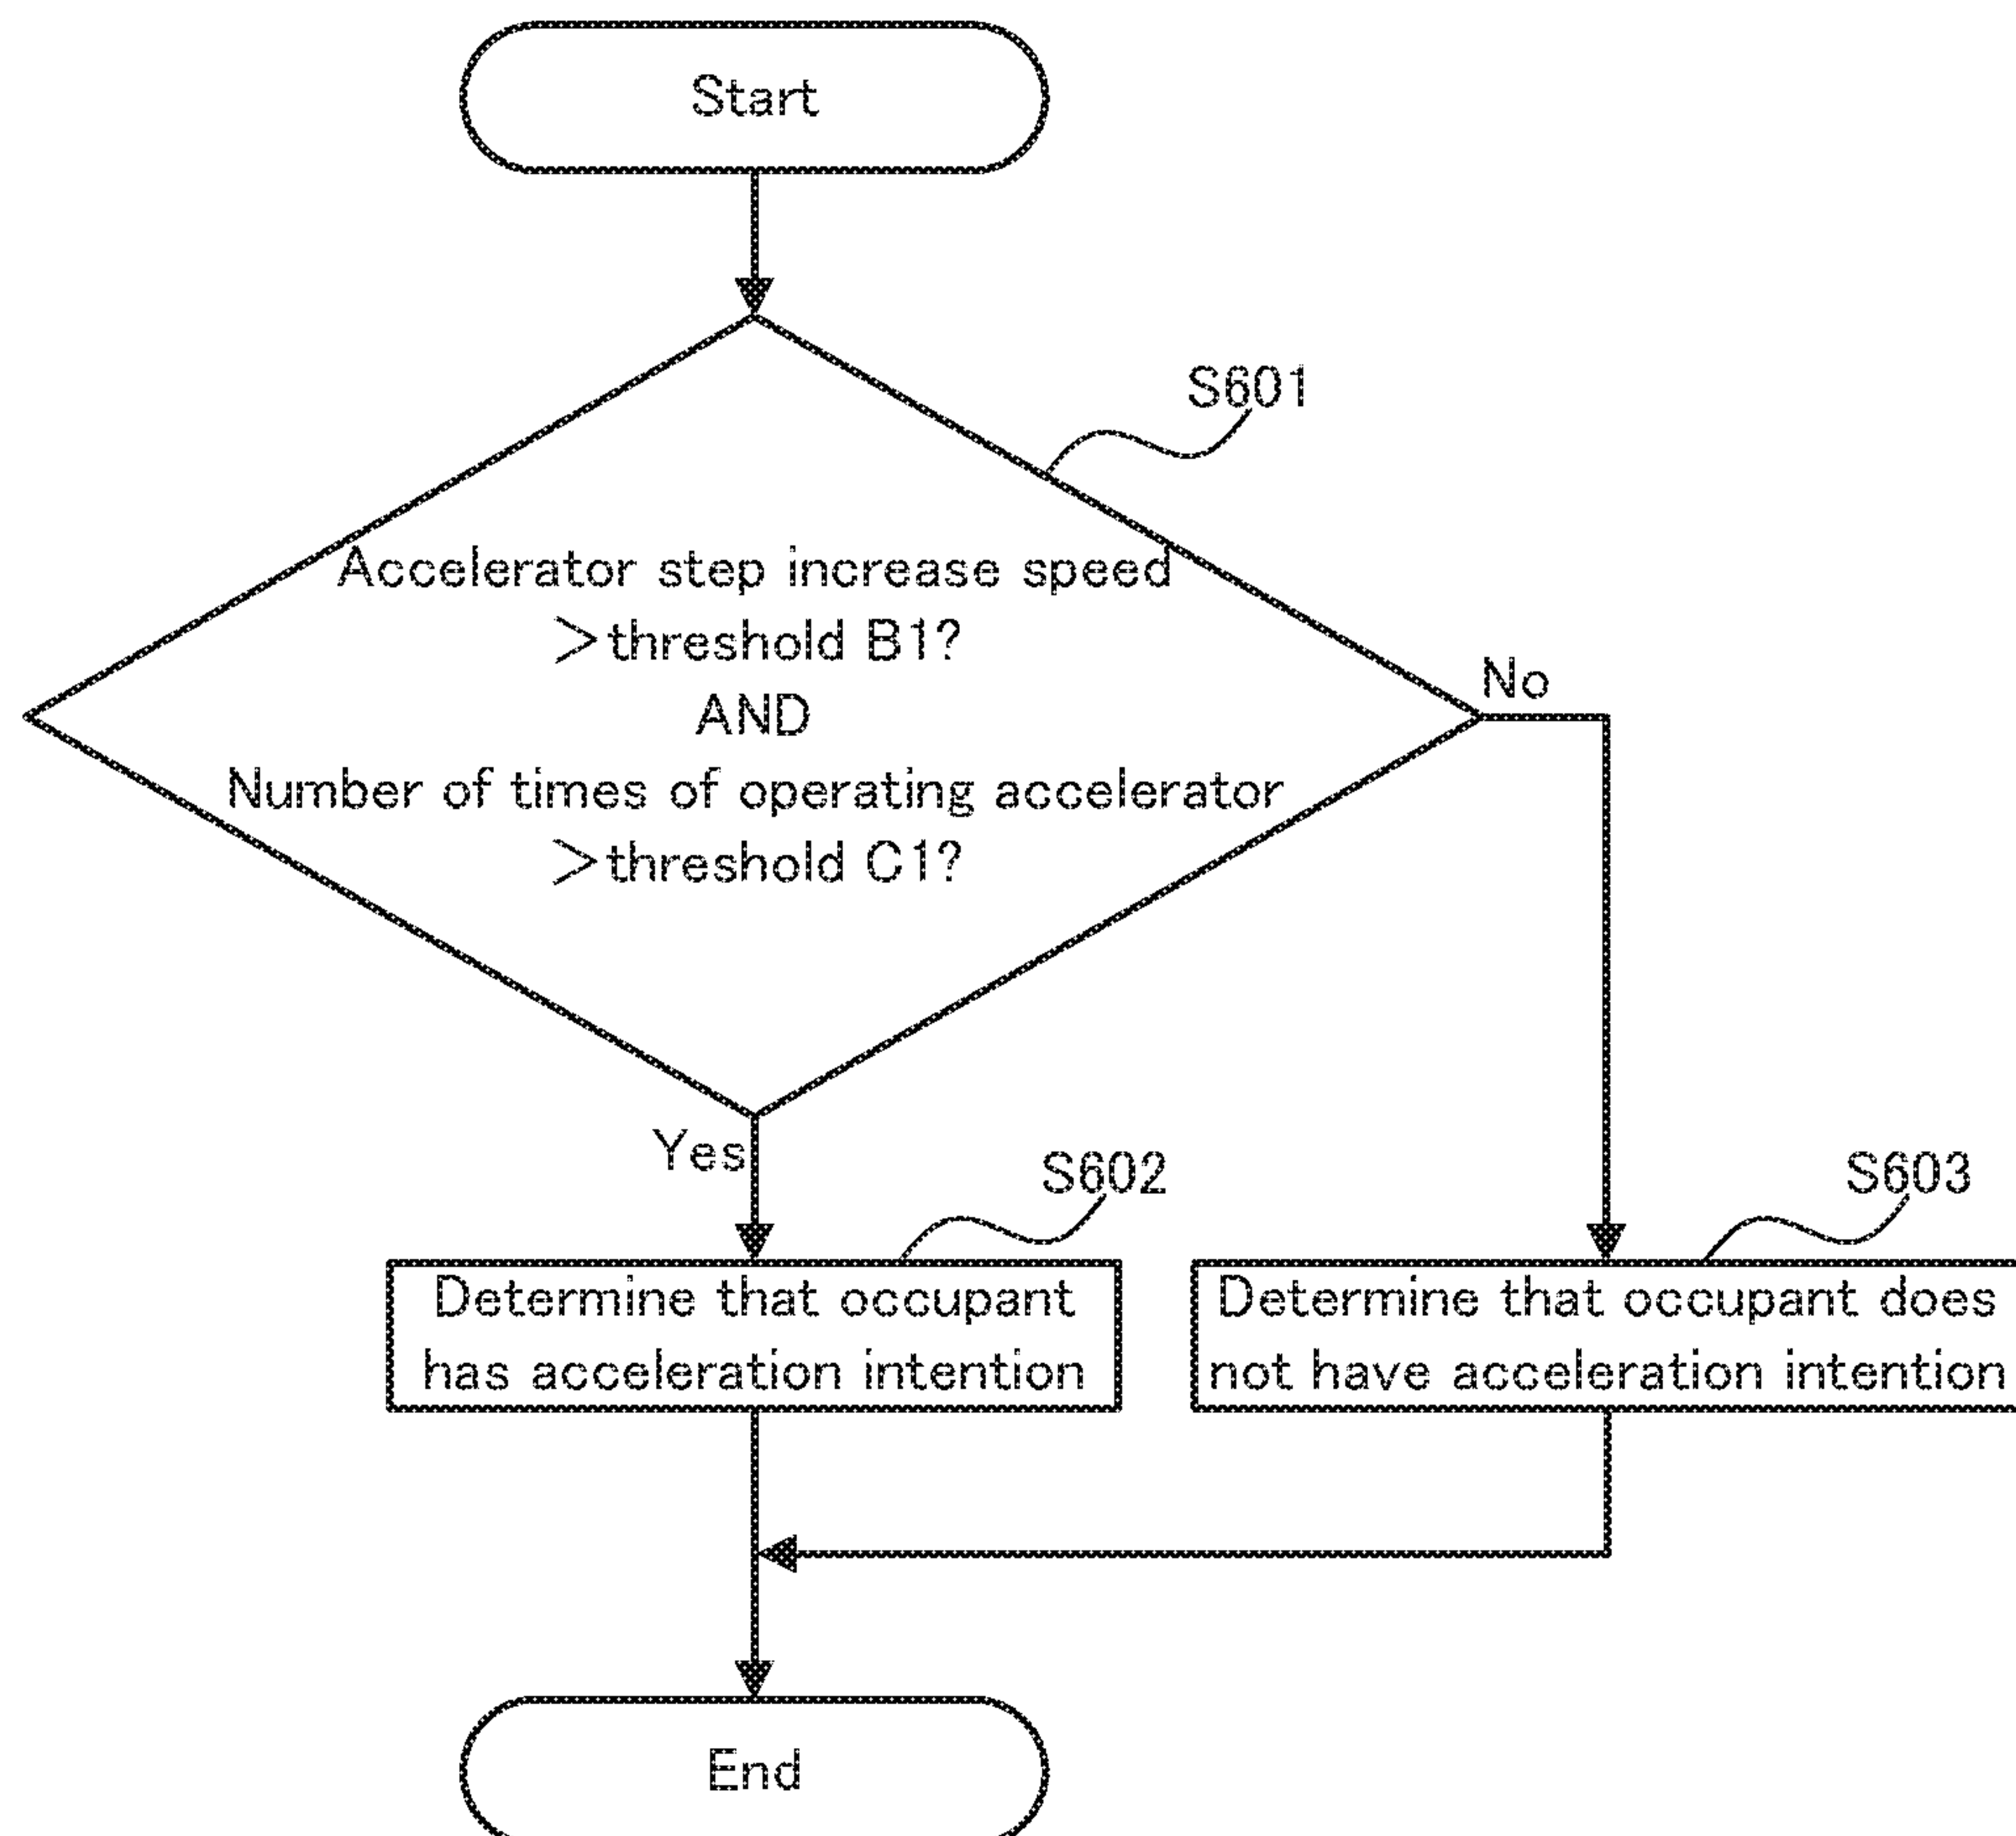 Start
S601
Accelerator step increase speed
>threshold B1?
AND
Number of times of operating accelerator
>threshold C1?
No
Yes
S602
S603
Determine that occupant
has acceleration intention
Determine that occupant does
not have acceleration intention
End